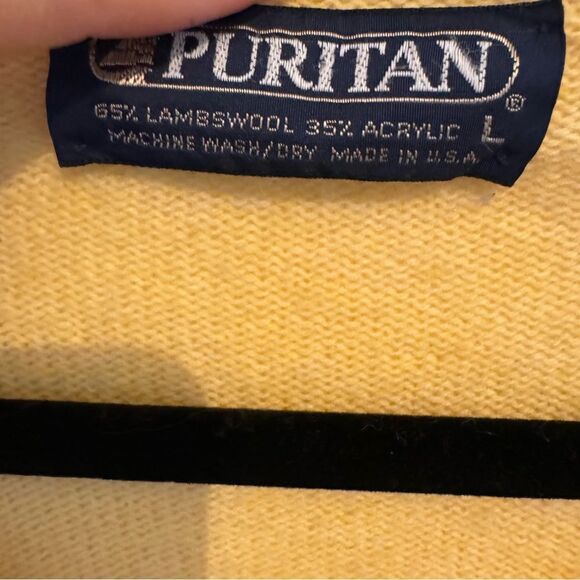 PURITAN®
65% LAMBSWOOL 35% ACRYLIC L
MACHINE WASH/DRY MADE IN U.S.A